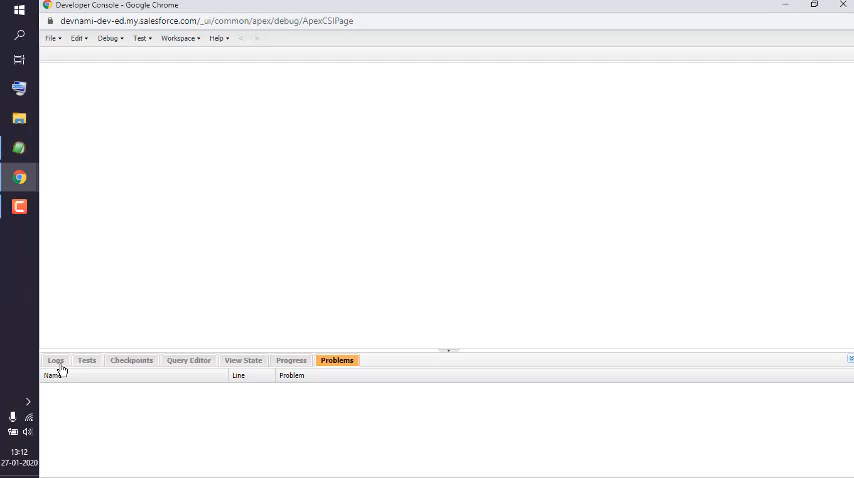 Developer Console - Google Chrome
devnami-dev-ed.my.salesforce.com/_ui/common/apex/debug/ApexCSIPage
File Edit Debug Test Workspace Help < >
Logs Tests Checkpoints Query Editor View State Progress Problems
Name Line Problem
13:12
27-01-2020